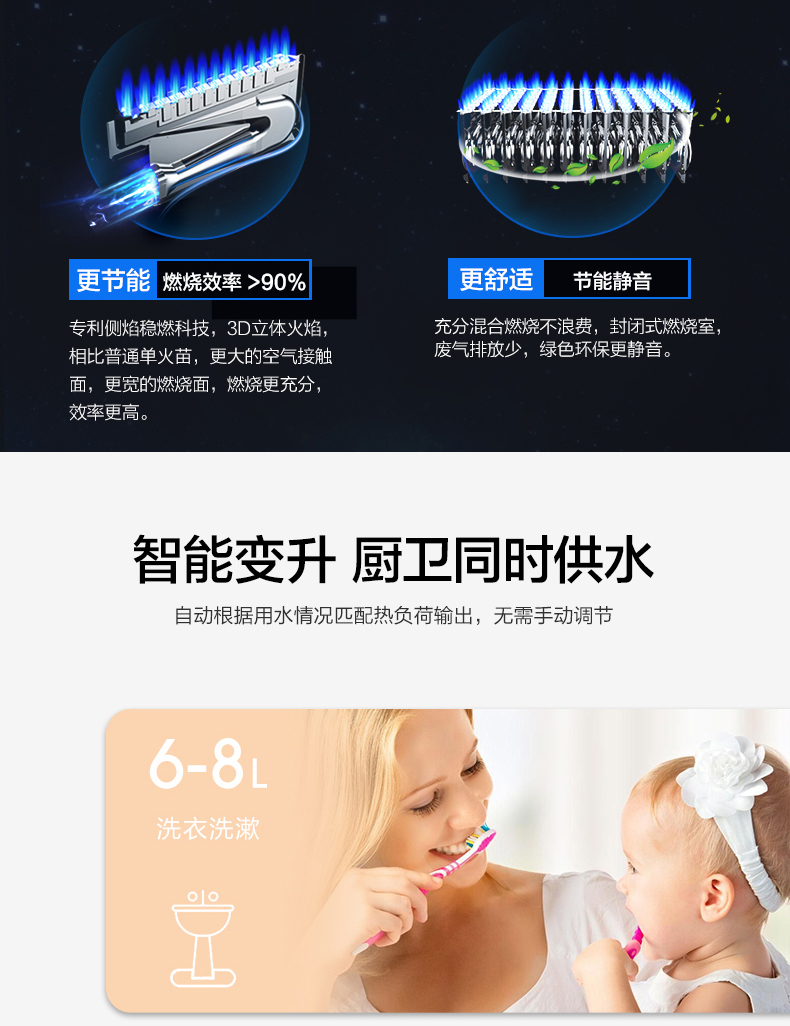 更节能 燃烧效率 >90%
专利侧焰稳燃科技，3D立体火焰，
相比普通单火苗，更大的空气接触
面，更宽的燃烧面，燃烧更充分，
效率更高。
更舒适 节能静音
充分混合燃烧不浪费，封闭式燃烧室，
废气排放少，绿色环保更静音。
智能变升 厨卫同时供水
自动根据用水情况匹配热负荷输出，无需手动调节
6-8L
洗衣洗漱